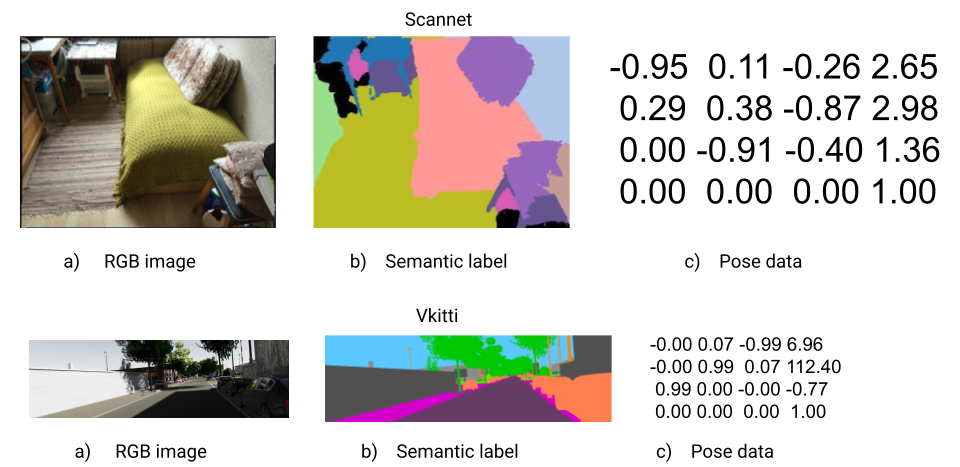 Scannet
-0.95 0.11 -0.26 2.65
0.29 0.38 -0.87 2.98
0.00 -0.91 -0.40 1.36
0.00 0.00 0.00 1.00
a) RGB image
b) Semantic label
c) Pose data
Vkitti
-0.00 0.07 -0.99 6.96
-0.00 0.99 0.07 112.40
0.99 0.00 -0.00 -0.77
0.00 0.00 0.00 1.00
a) RGB image
b) Semantic label
c) Pose data